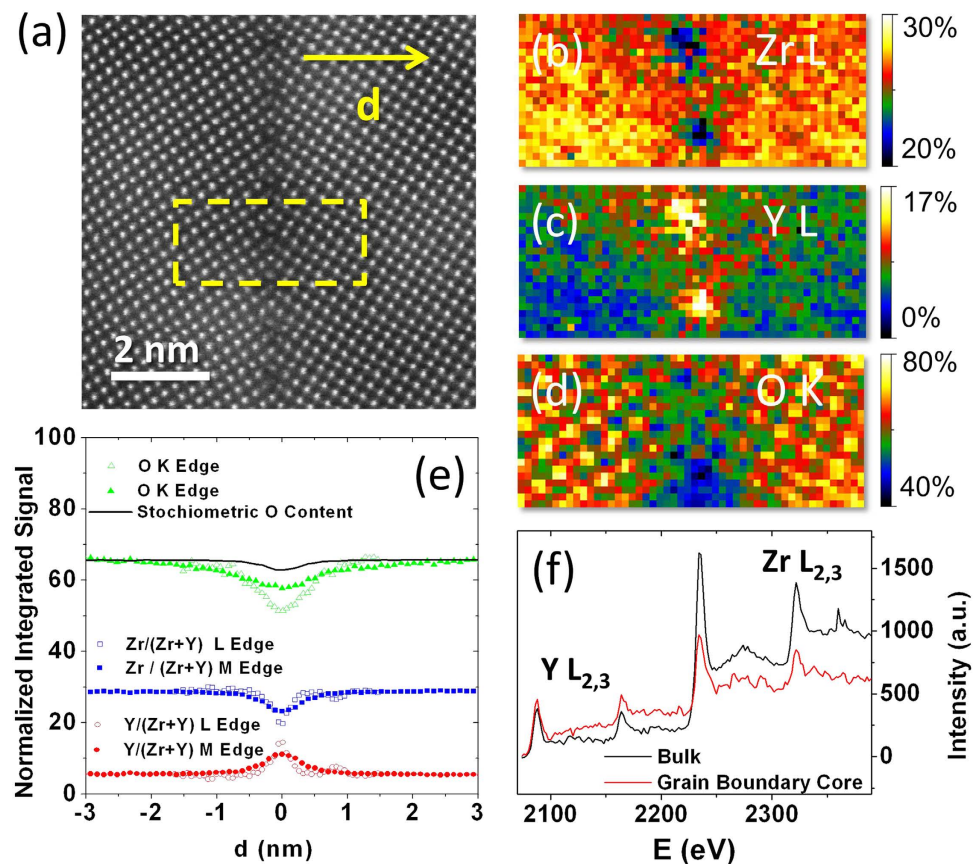 (a)
d
2 nm
(b)
Zr L
30%
20%
(c)
Y L
17%
0%
(d)
O K
80%
40%
(e)
Normalized Integrated Signal
100
80
60
40
20
0
O K Edge
O K Edge
Stochiometric O Content
Zr/(Zr+Y) L Edge
Zr / (Zr+Y) M Edge
Y/(Zr+Y) L Edge
Y/(Zr+Y) M Edge
-3 -2 -1 0 1 2 3
d (nm)
(f)
Zr L2,3
Y L2,3
Bulk
Grain Boundary Core
1500
1000
500
0
Intensity (a.u.)
2100 2200 2300
E (eV)